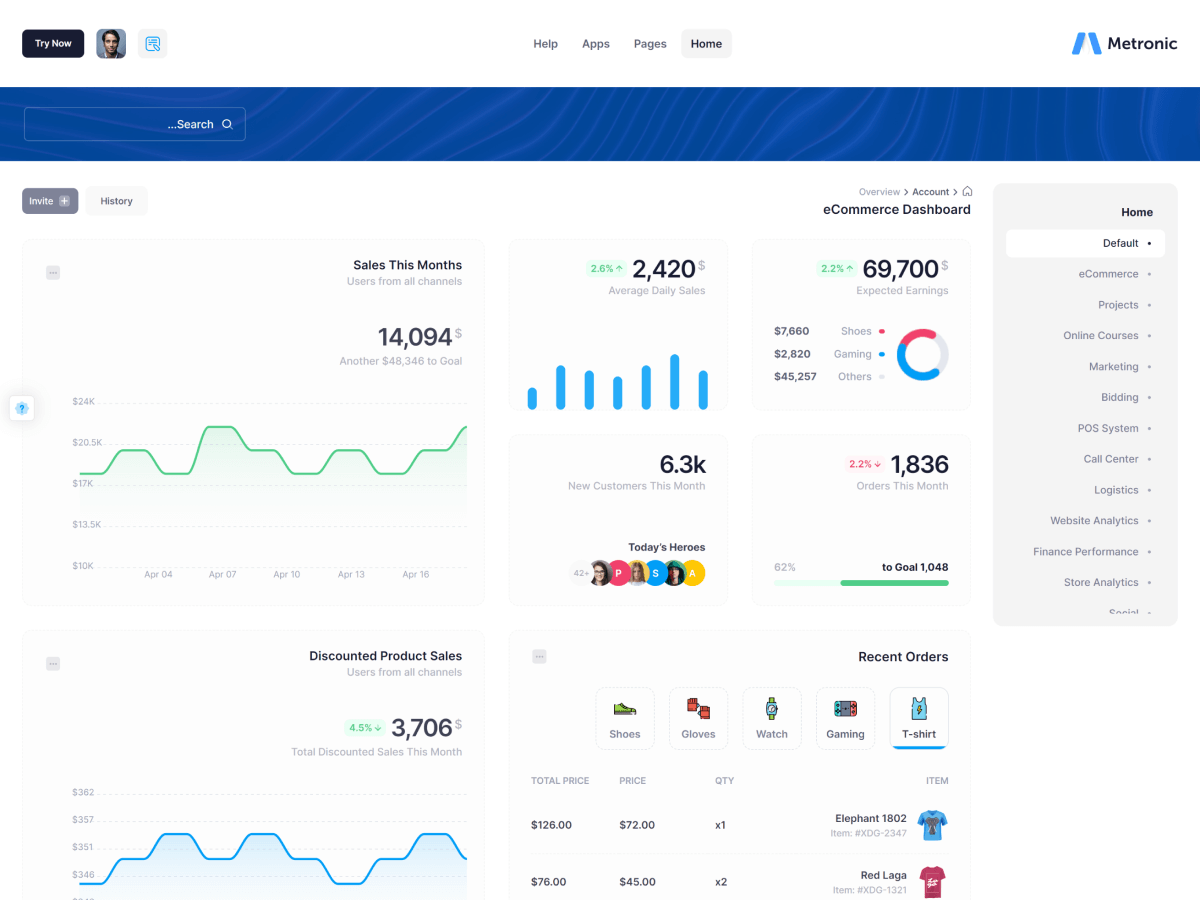 Try Now
Help
Apps
Pages
Home
Metronic
...Search
Invite
History
Overview
Account
eCommerce Dashboard
Home
Default
eCommerce
Projects
Online Courses
Marketing
Bidding
POS System
Call Center
Logistics
Website Analytics
Finance Performance
Store Analytics
Social
Sales This Months
Users from all channels
14,094 $
Another $48,346 to Goal
$24K
$20.5K
$17K
$13.5K
$10K
Apr 04
Apr 07
Apr 10
Apr 13
Apr 16
2.6%
2,420 $
Average Daily Sales
2.2%
69,700 $
Expected Earnings
$7,660 Shoes
$2,820 Gaming
$45,257 Others
6.3k
New Customers This Month
Today's Heroes
42+
P
S
A
2.2%
1,836
Orders This Month
62%
to Goal 1,048
Discounted Product Sales
Users from all channels
4.5%
3,706 $
Total Discounted Sales This Month
$362
$357
$351
$346
Recent Orders
Shoes
Gloves
Watch
Gaming
T-shirt
TOTAL PRICE PRICE QTY ITEM
$126.00 $72.00 x1 Elephant 1802
Item: #XDG-2347
$76.00 $45.00 x2 Red Laga
Item: #XDG-1321